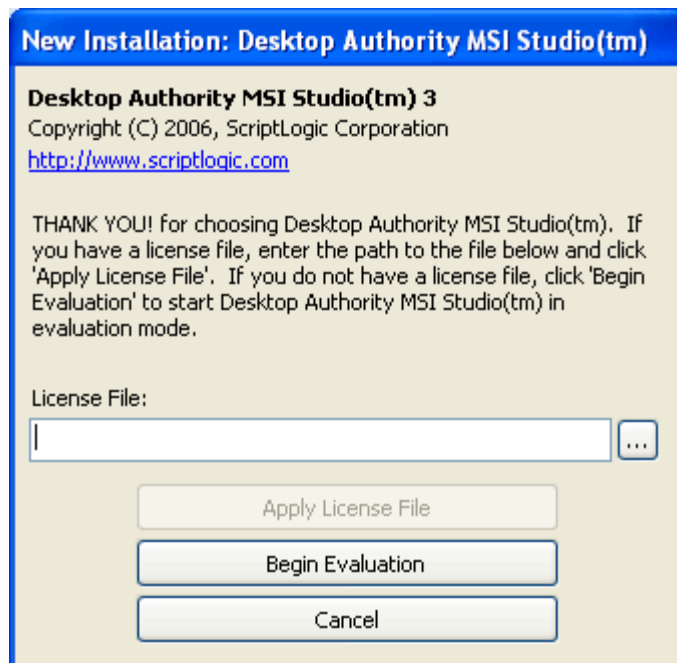 New Installation: Desktop Authority MSI Studio(tm)
Desktop Authority MSI Studio(tm) 3
Copyright (C) 2006, ScriptLogic Corporation
http://www.scriptlogic.com
THANK YOU! for choosing Desktop Authority MSI Studio(tm).  If
you have a license file, enter the path to the file below and click
'Apply License File'.  If you do not have a license file, click 'Begin
Evaluation' to start Desktop Authority MSI Studio(tm) in
evaluation mode.
License File:
...
Apply License File
Begin Evaluation
Cancel